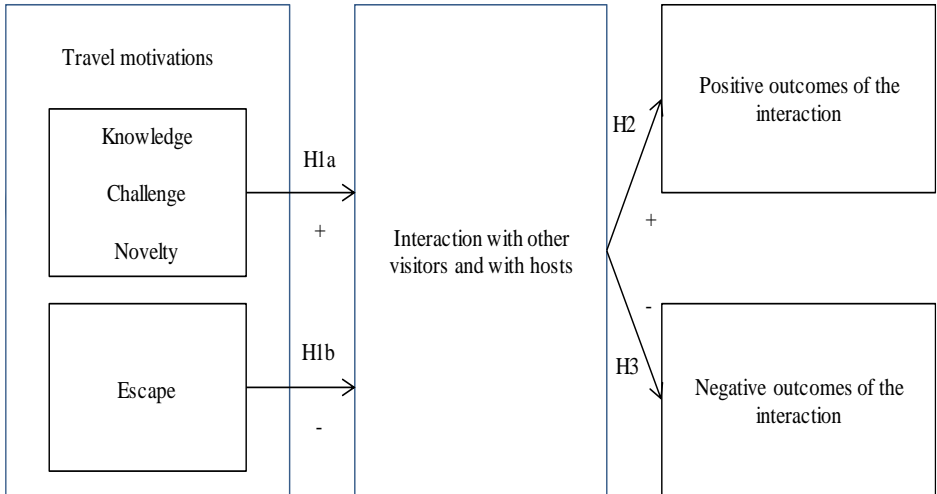 Travel motivations
Knowledge
Challenge
Novelty
H1a
+
Escape
H1b
-
Interaction with other
visitors and with hosts
H2
+
-
H3
Positive outcomes of the
interaction
Negative outcomes of the
interaction